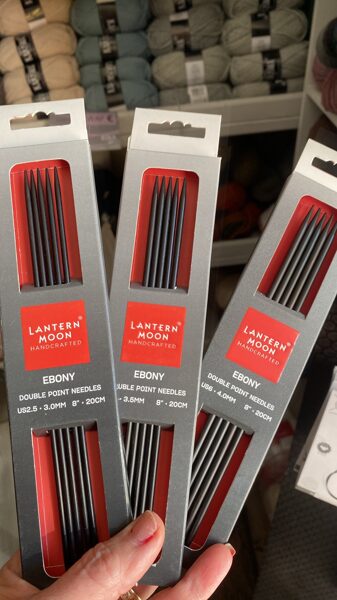 LANTERN
MOON
HANDCRAFTED
EBONY
DOUBLE POINT NEEDLES
US2.5 • 3.0MM 8" • 20CM
LANTERN
MOON
HANDCRAFTED
EBONY
DOUBLE POINT NEEDLES
- 3.5MM 8" • 20CM
LANTERN
MOON
HANDCRAFTED
EBONY
DOUBLE POINT NEEDLES
US6 • 4.0MM 8" • 20CM